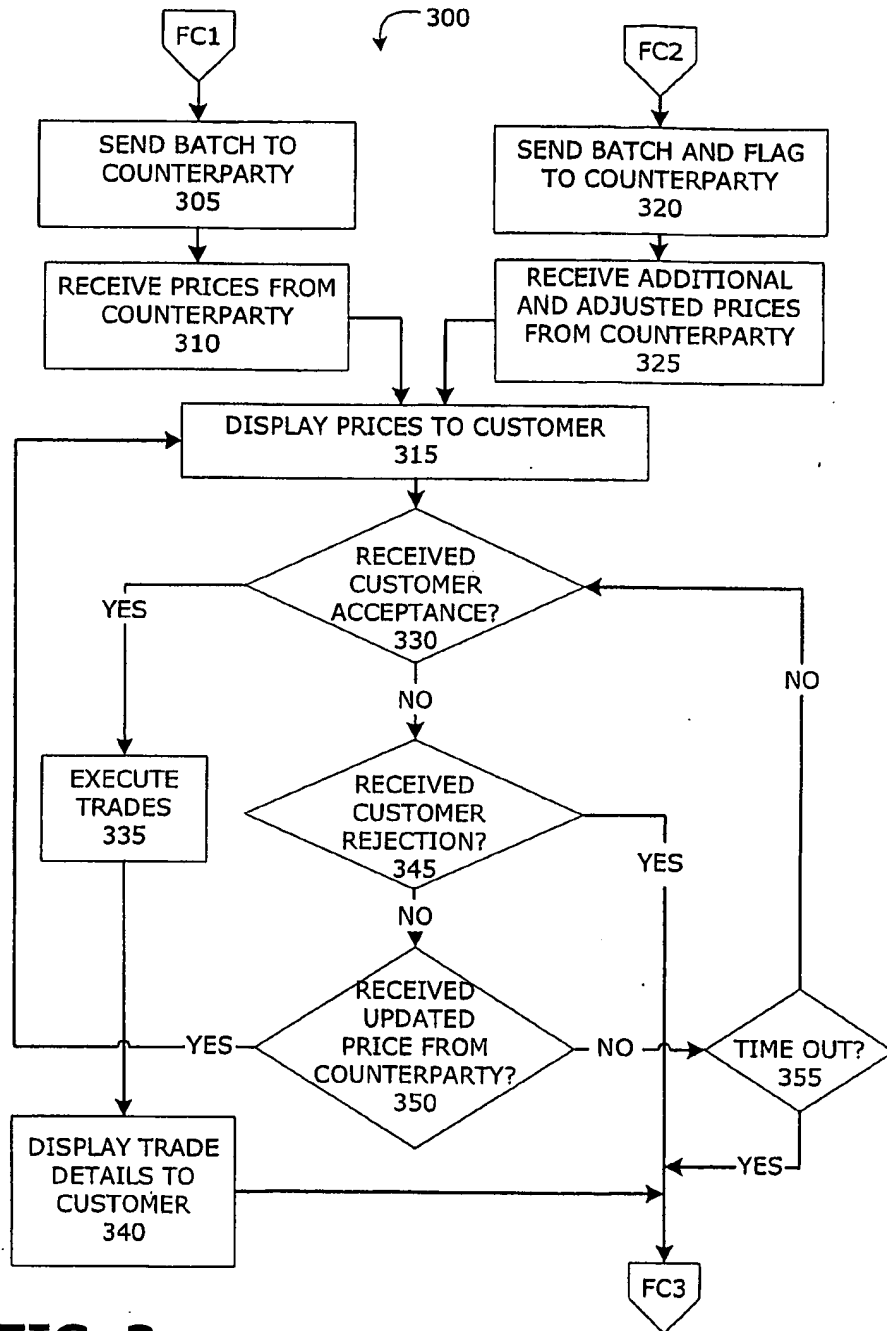 300
FC1
FC2
SEND BATCH TO
COUNTERPARTY
305
SEND BATCH AND FLAG
TO COUNTERPARTY
320
RECEIVE PRICES FROM
COUNTERPARTY
310
RECEIVE ADDITIONAL
AND ADJUSTED PRICES
FROM COUNTERPARTY
325
DISPLAY PRICES TO CUSTOMER
315
RECEIVED
CUSTOMER
ACCEPTANCE?
330
YES
NO
NO
EXECUTE
TRADES
335
RECEIVED
CUSTOMER
REJECTION?
345
YES
NO
RECEIVED
UPDATED
PRICE FROM
COUNTERPARTY?
350
YES
NO
TIME OUT?
355
YES
DISPLAY TRADE
DETAILS TO
CUSTOMER
340
FC3